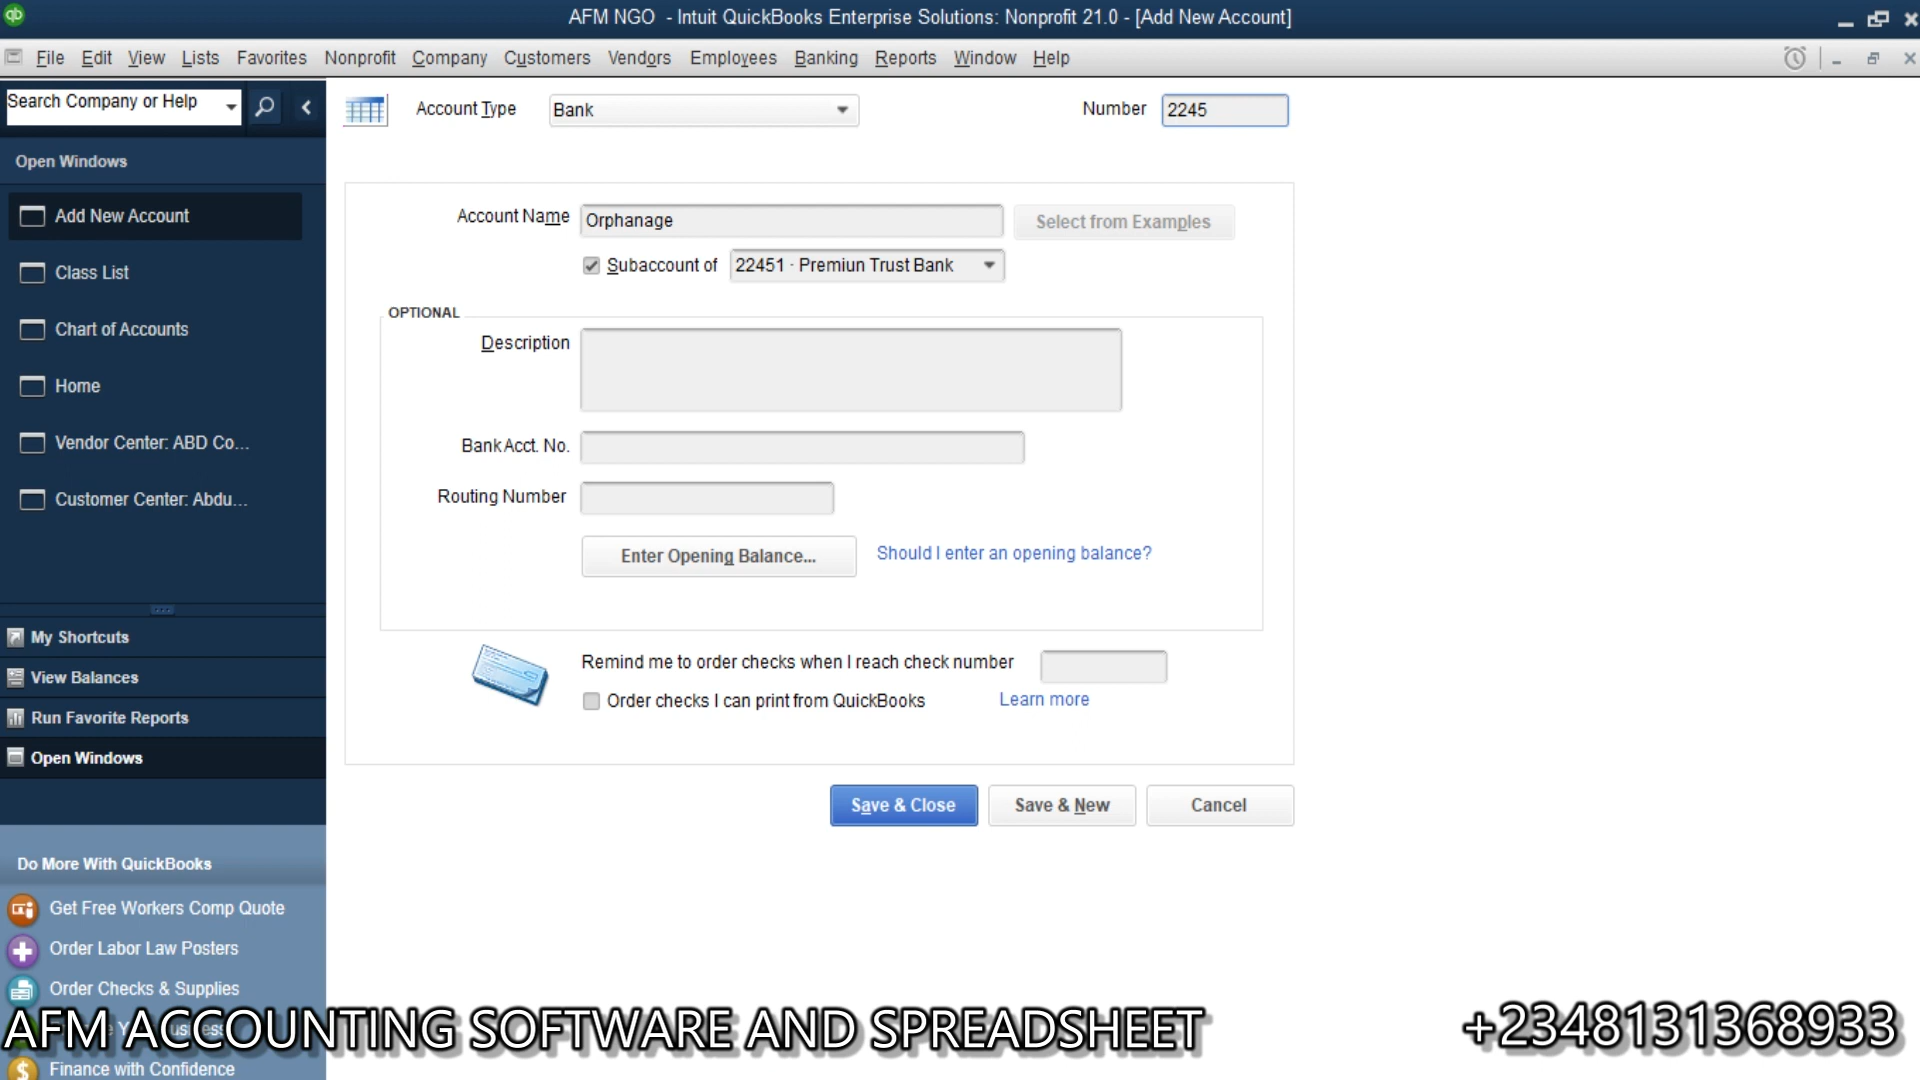 qb
AFM NGO - Intuit QuickBooks Enterprise Solutions: Nonprofit 21.0 - [Add New Account]
File Edit View Lists Favorites Nonprofit Company Customers Vendors Employees Banking Reports Window Help
Search Company or Help
Account Type Bank Number 2245
Open Windows
Add New Account
Class List
Chart of Accounts
Home
Vendor Center: ABD Co...
Customer Center: Abdu...
Account Name Orphanage Select from Examples
Subaccount of 22451 · Premiun Trust Bank
OPTIONAL
Description
Bank Acct. No.
Routing Number
Enter Opening Balance... Should I enter an opening balance?
My Shortcuts
View Balances
Run Favorite Reports
Open Windows
Remind me to order checks when I reach check number
Order checks I can print from QuickBooks Learn more
Save & Close Save & New Cancel
Do More With QuickBooks
Get Free Workers Comp Quote
Order Labor Law Posters
Order Checks & Supplies
AFM ACCOUNTING SOFTWARE AND SPREADSHEET +2348131368933
Finance with Confidence